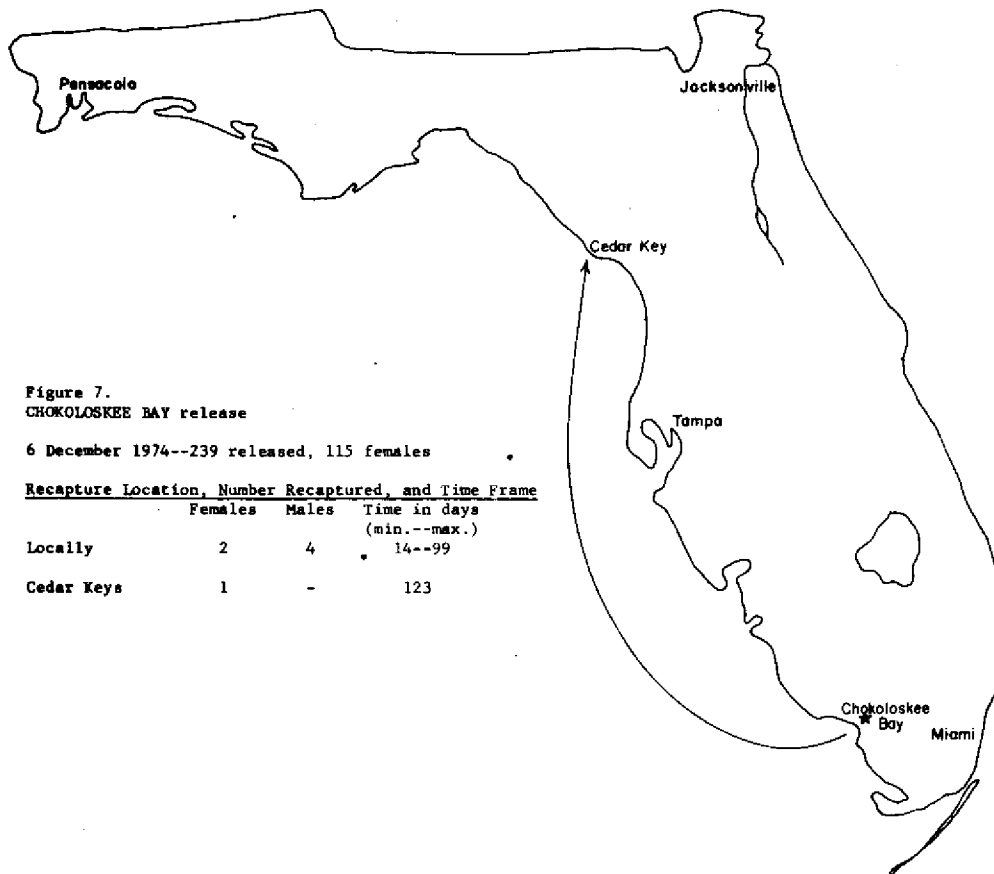 Pensacola
Jacksonville
Cedar Key
Figure 7.
CHOKOLOSKEE BAY release
Tampa
6 December 1974--239 released, 115 females
Recapture Location, Number Recaptured, and Time Frame
Females Males Time in days
(min.--max.)
Locally 2 4 14--99
Cedar Keys 1 - 123
Chokoloskee
Bay
Miami